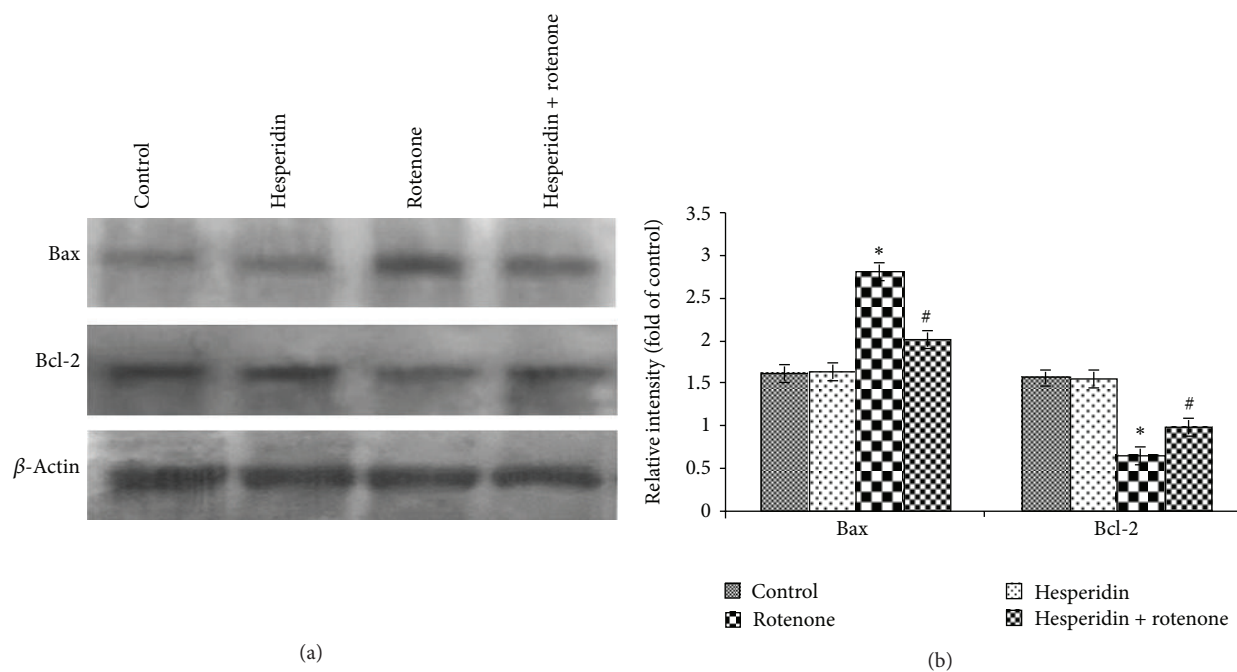 Control
Hesperidin
Rotenone
Hesperidin + rotenone
Bax
Bcl-2
β-Actin
(a)
Relative intensity (fold of control)
3.5
3
2.5
2
1.5
1
0.5
0
*
#
*
#
Bax
Bcl-2
Control
Hesperidin
Rotenone
Hesperidin + rotenone
(b)